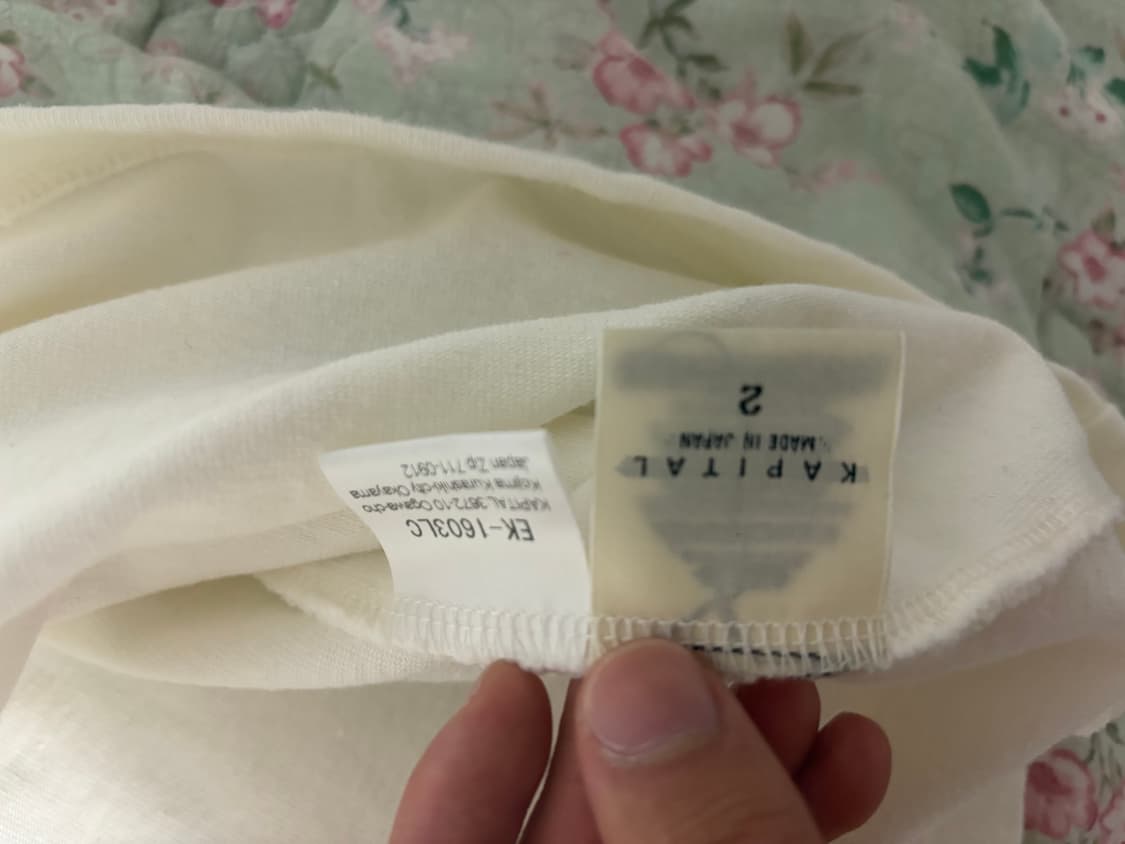 EK-1603LC
KAPITAL 3672-10 Ogawa-cho
Kojima Kurashiki-city Okayama
Japan Zip 711-0912
KAPITAL
MADE IN JAPAN
2